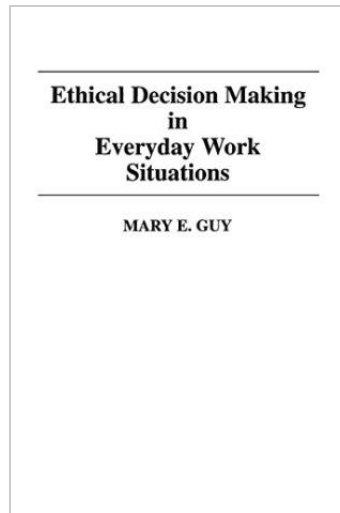 Ethical Decision Making
in
Everyday Work
Situations
MARY E. GUY